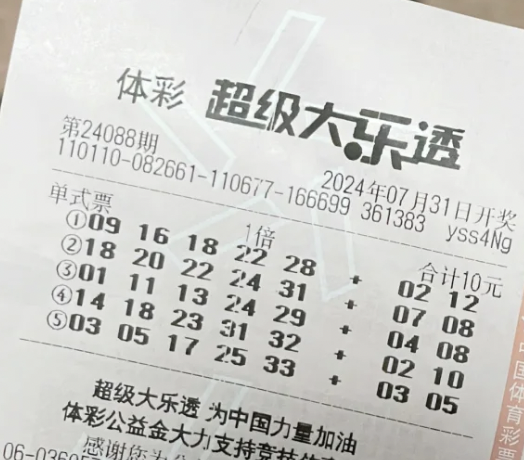 体彩 超级大乐透
第24088期 2024年07月31日开奖
110110-082661-110677-166699 361383 yss4Ng
单式票 1倍 合计10元
①09 16 18 22 28 + 02 12
②18 20 22 24 31 + 07 08
③01 11 13 24 29 + 04 08
④14 18 23 31 32 + 02 10
⑤03 05 17 25 33 + 03 05
超级大乐透 为中国力量加油
体彩公益金大力支持竞技体
感谢您为公
中国体育彩票